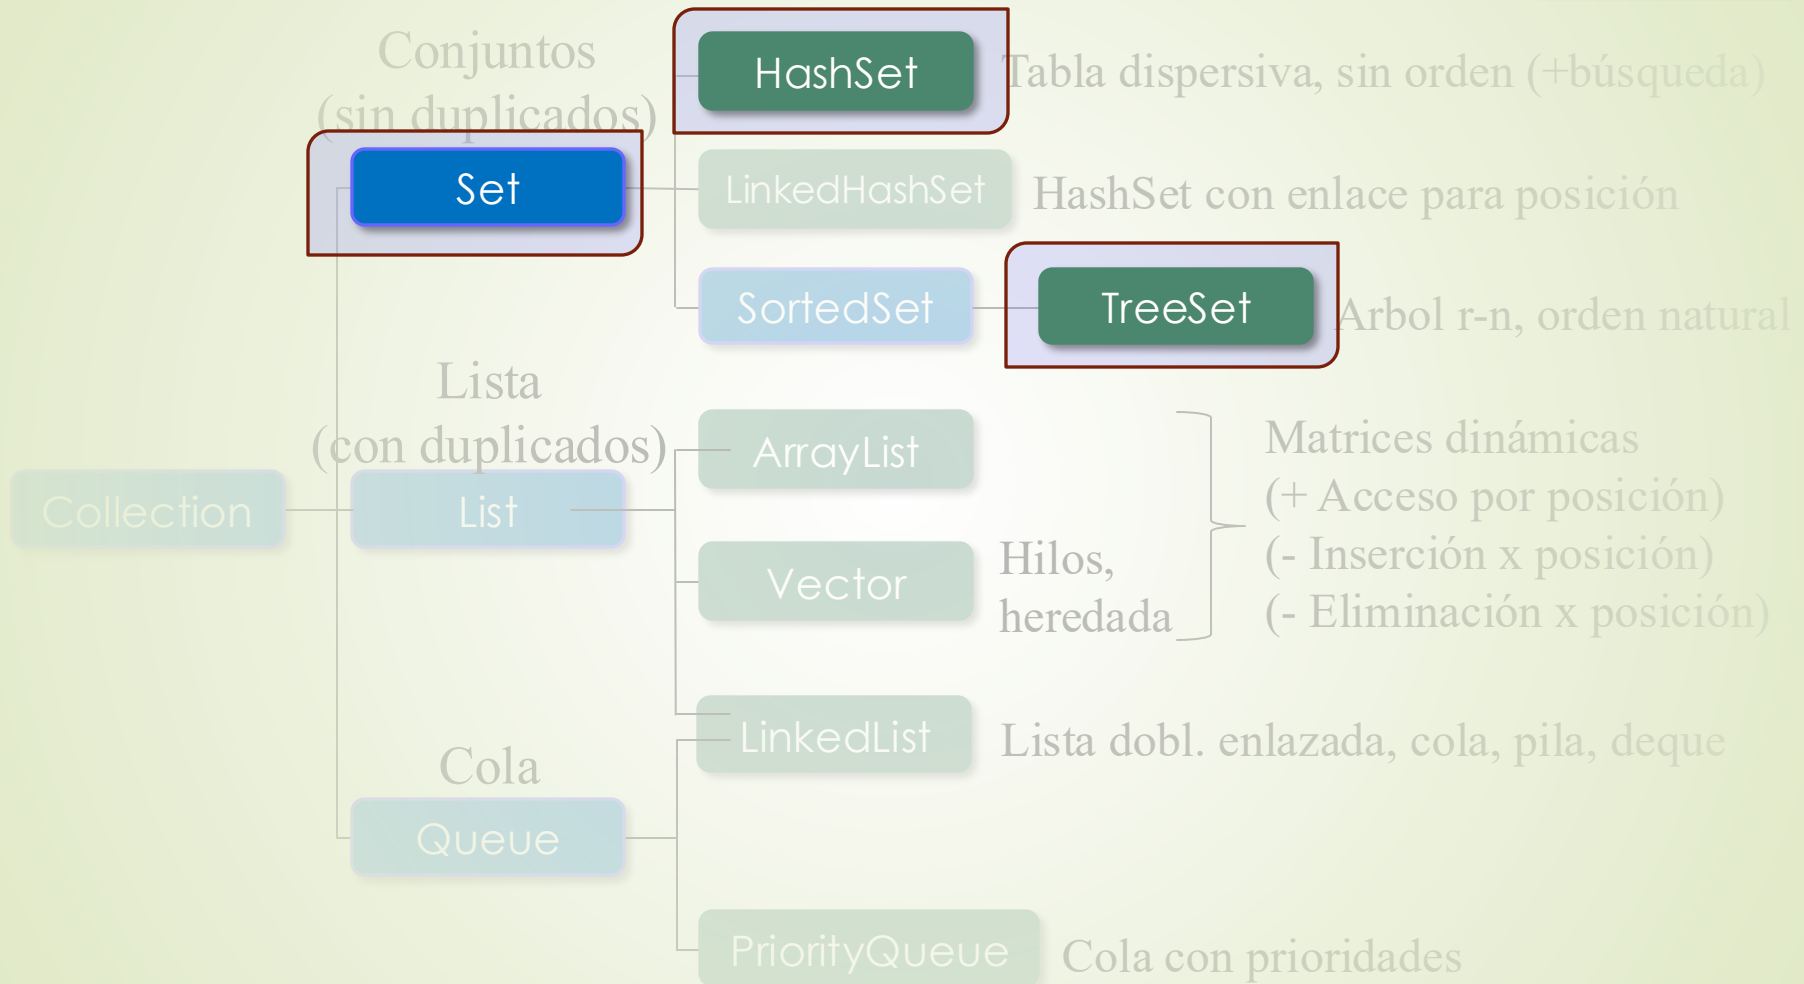 Conjuntos
(sin duplicados)
HashSet
Tabla dispersiva, sin orden (+búsqueda)
Set
LinkedHashSet
HashSet con enlace para posición
SortedSet
TreeSet
Arbol r-n, orden natural
Lista
(con duplicados)
ArrayList
Matrices dinámicas
(+ Acceso por posición)
(- Inserción x posición)
(- Eliminación x posición)
Collection
List
Vector
Hilos,
heredada
LinkedList
Lista dobl. enlazada, cola, pila, deque
Cola
Queue
PriorityQueue
Cola con prioridades